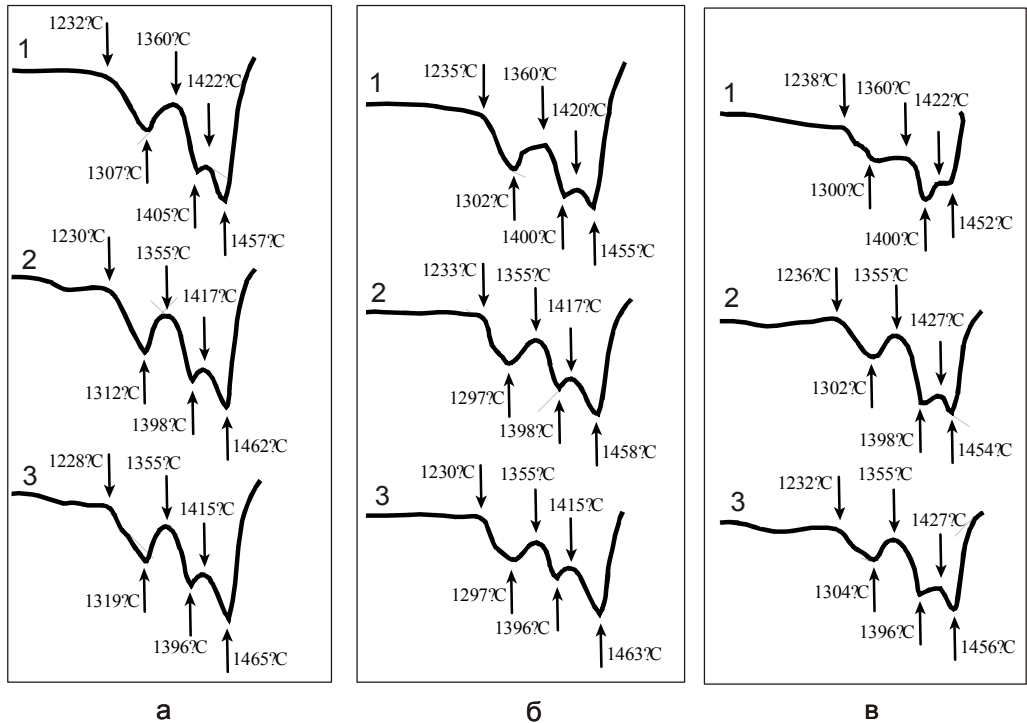 1232?C
1360?C
1
1422?C
1307?C
1405?C
1457?C
1230?C
1355?C
2
1417?C
1312?C
1398?C
1462?C
1228?C
1355?C
3
1415?C
1319?C
1396?C
1465?C
а
1235?C
1360?C
1
1420?C
1302?C
1400?C
1455?C
1233?C
1355?C
2
1417?C
1297?C
1398?C
1458?C
1230?C
1355?C
3
1415?C
1297?C
1396?C
1463?C
б
1238?C
1360?C
1
1422?C
1300?C
1400?C
1452?C
1236?C
1355?C
2
1427?C
1302?C
1398?C
1454?C
1232?C
1355?C
3
1427?C
1304?C
1396?C
1456?C
в